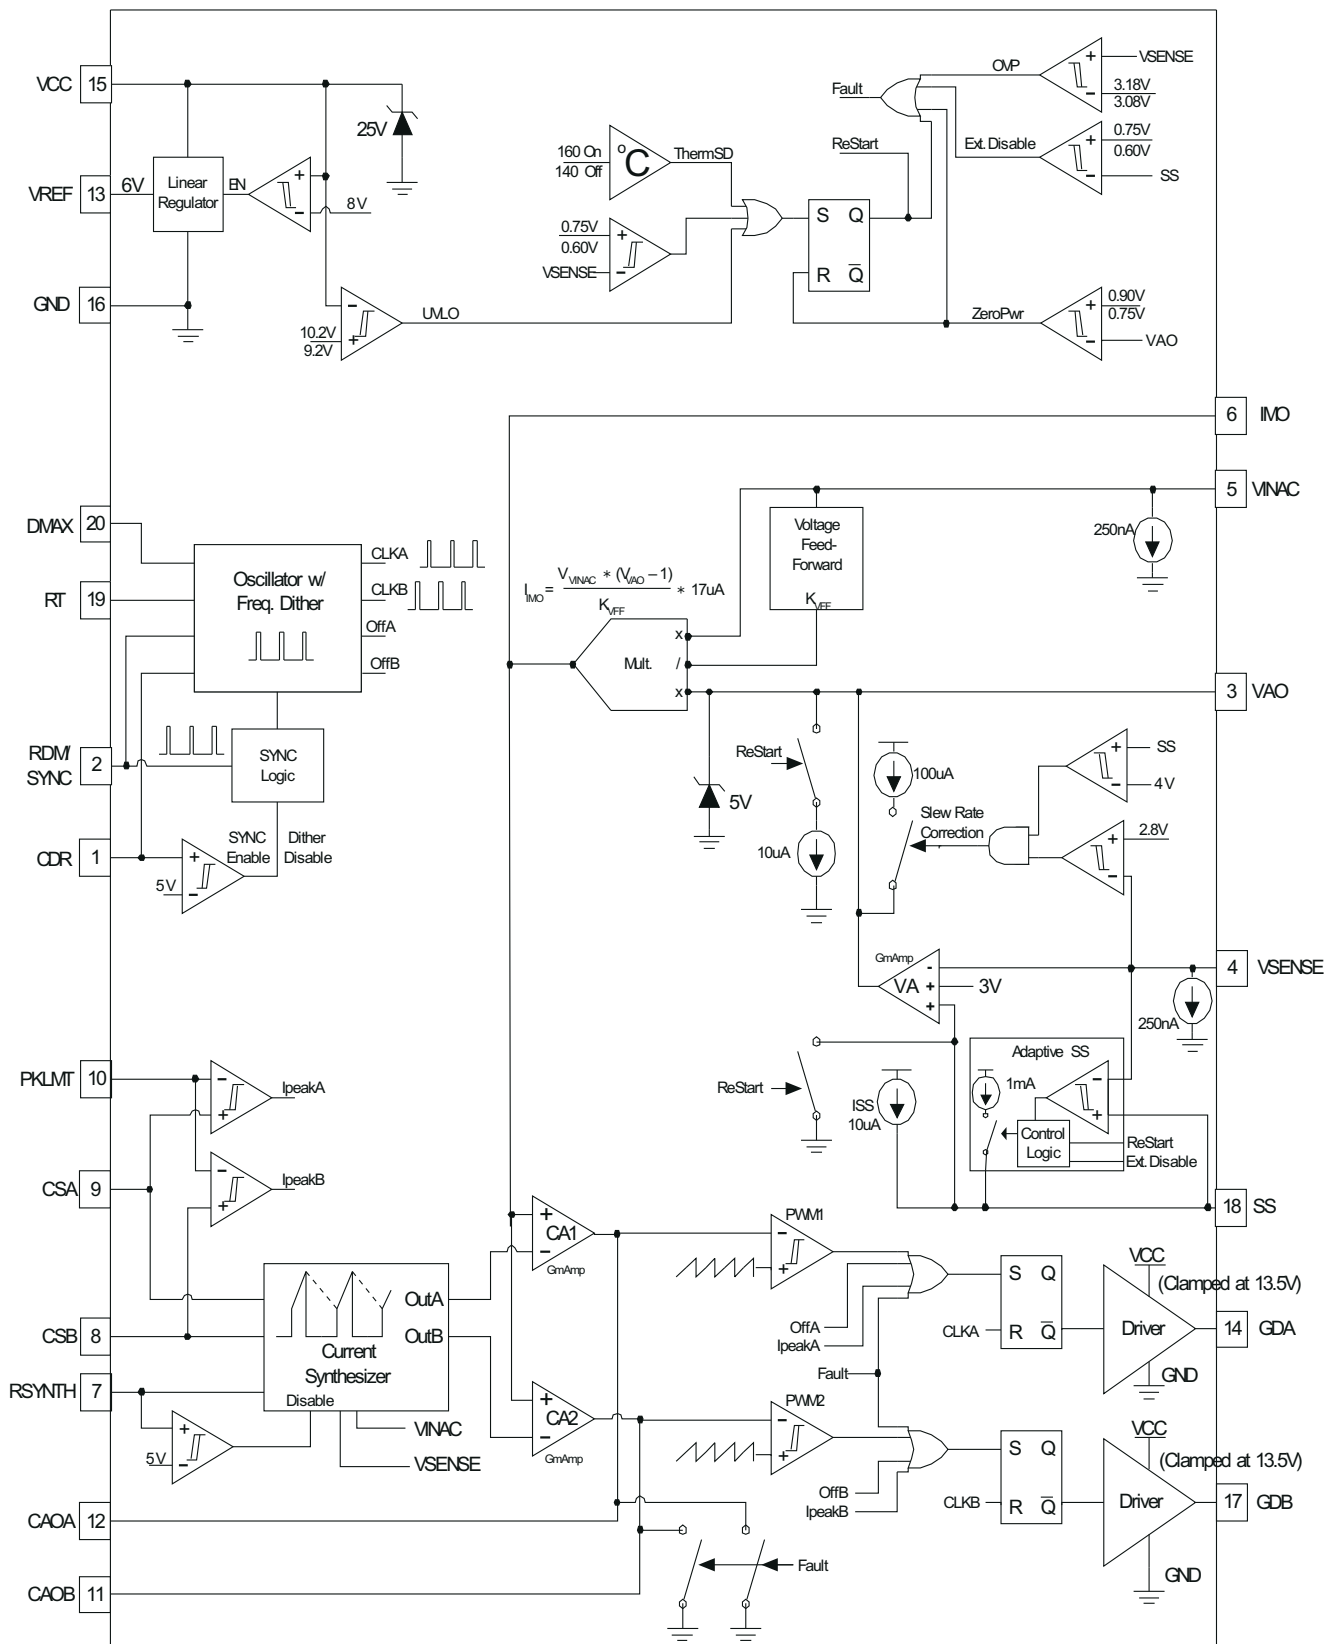 VCC 15
25V
VREF 13
6V
Linear
Regulator
EN
+
−
8V
GND 16
−
+
10.2V
9.2V
UVLO
160 On
140 Off
°C
ThermSD
0.75V
0.60V
VSENSE
+
−
S Q
R Q
Fault
ReStart
OVP
+
−
VSENSE
3.18V
3.08V
Ext. Disable
+
−
0.75V
0.60V
SS
ZeroPwr
+
−
0.90V
0.75V
VAO
6 IMO
5 VINAC
250nA
Voltage
Feed-
Forward
KVFF
IIMO = VVINAC * (VVAO − 1) / KVFF * 17uA
Mult.
x
/
x
3 VAO
DMAX 20
RT 19
Oscillator w/
Freq. Dither
CLKA
CLKB
OffA
OffB
RDM/
SYNC 2
SYNC
Logic
CDR 1
SYNC
Enable
Dither
Disable
+
−
5V
5V
ReStart
10uA
100uA
Slew Rate
Correction
+
−
SS
4V
+
−
2.8V
GmAmp
VA
-
+
+
3V
4 VSENSE
250nA
ReStart
ISS
10uA
Adaptive SS
1mA
−
+
Control
Logic
ReStart
Ext. Disable
18 SS
PKLMT 10
−
+
IpeakA
CSA 9
−
+
IpeakB
CSB 8
RSYNTH 7
OutA
OutB
Current
Synthesizer
Disable
VINAC
VSENSE
+
−
5V
+
−
CA1
GmAmp
+
−
CA2
GmAmp
PWM1
−
+
OffA
IpeakA
Fault
CLKA
S Q
R Q
VCC
(Clamped at 13.5V)
Driver
GND
14 GDA
PWM2
−
+
OffB
IpeakB
CLKB
S Q
R Q
VCC
(Clamped at 13.5V)
Driver
GND
17 GDB
CAOA 12
CAOB 11
Fault